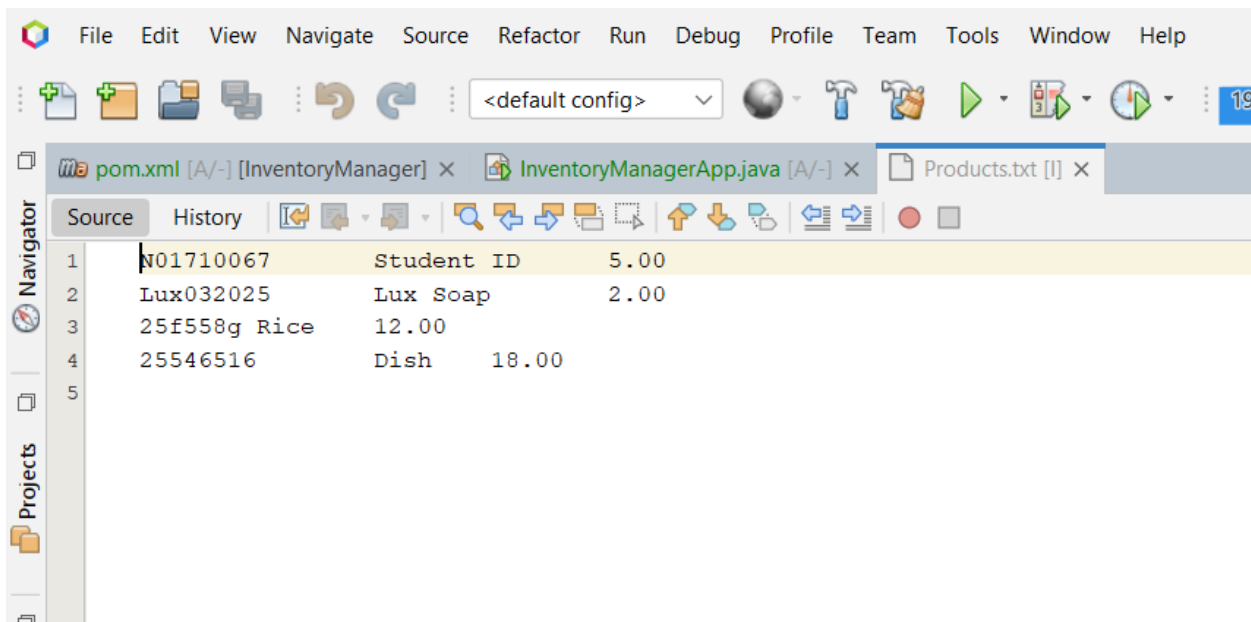 File Edit View Navigate Source Refactor Run Debug Profile Team Tools Window Help
<default config> 19
pom.xml [A/-] [InventoryManager] InventoryManagerApp.java [A/-] Products.txt [I]
Source History
Navigator
Projects
1 N01710067 Student ID 5.00
2 Lux032025 Lux Soap 2.00
3 25f558g Rice 12.00
4 25546516 Dish 18.00
5